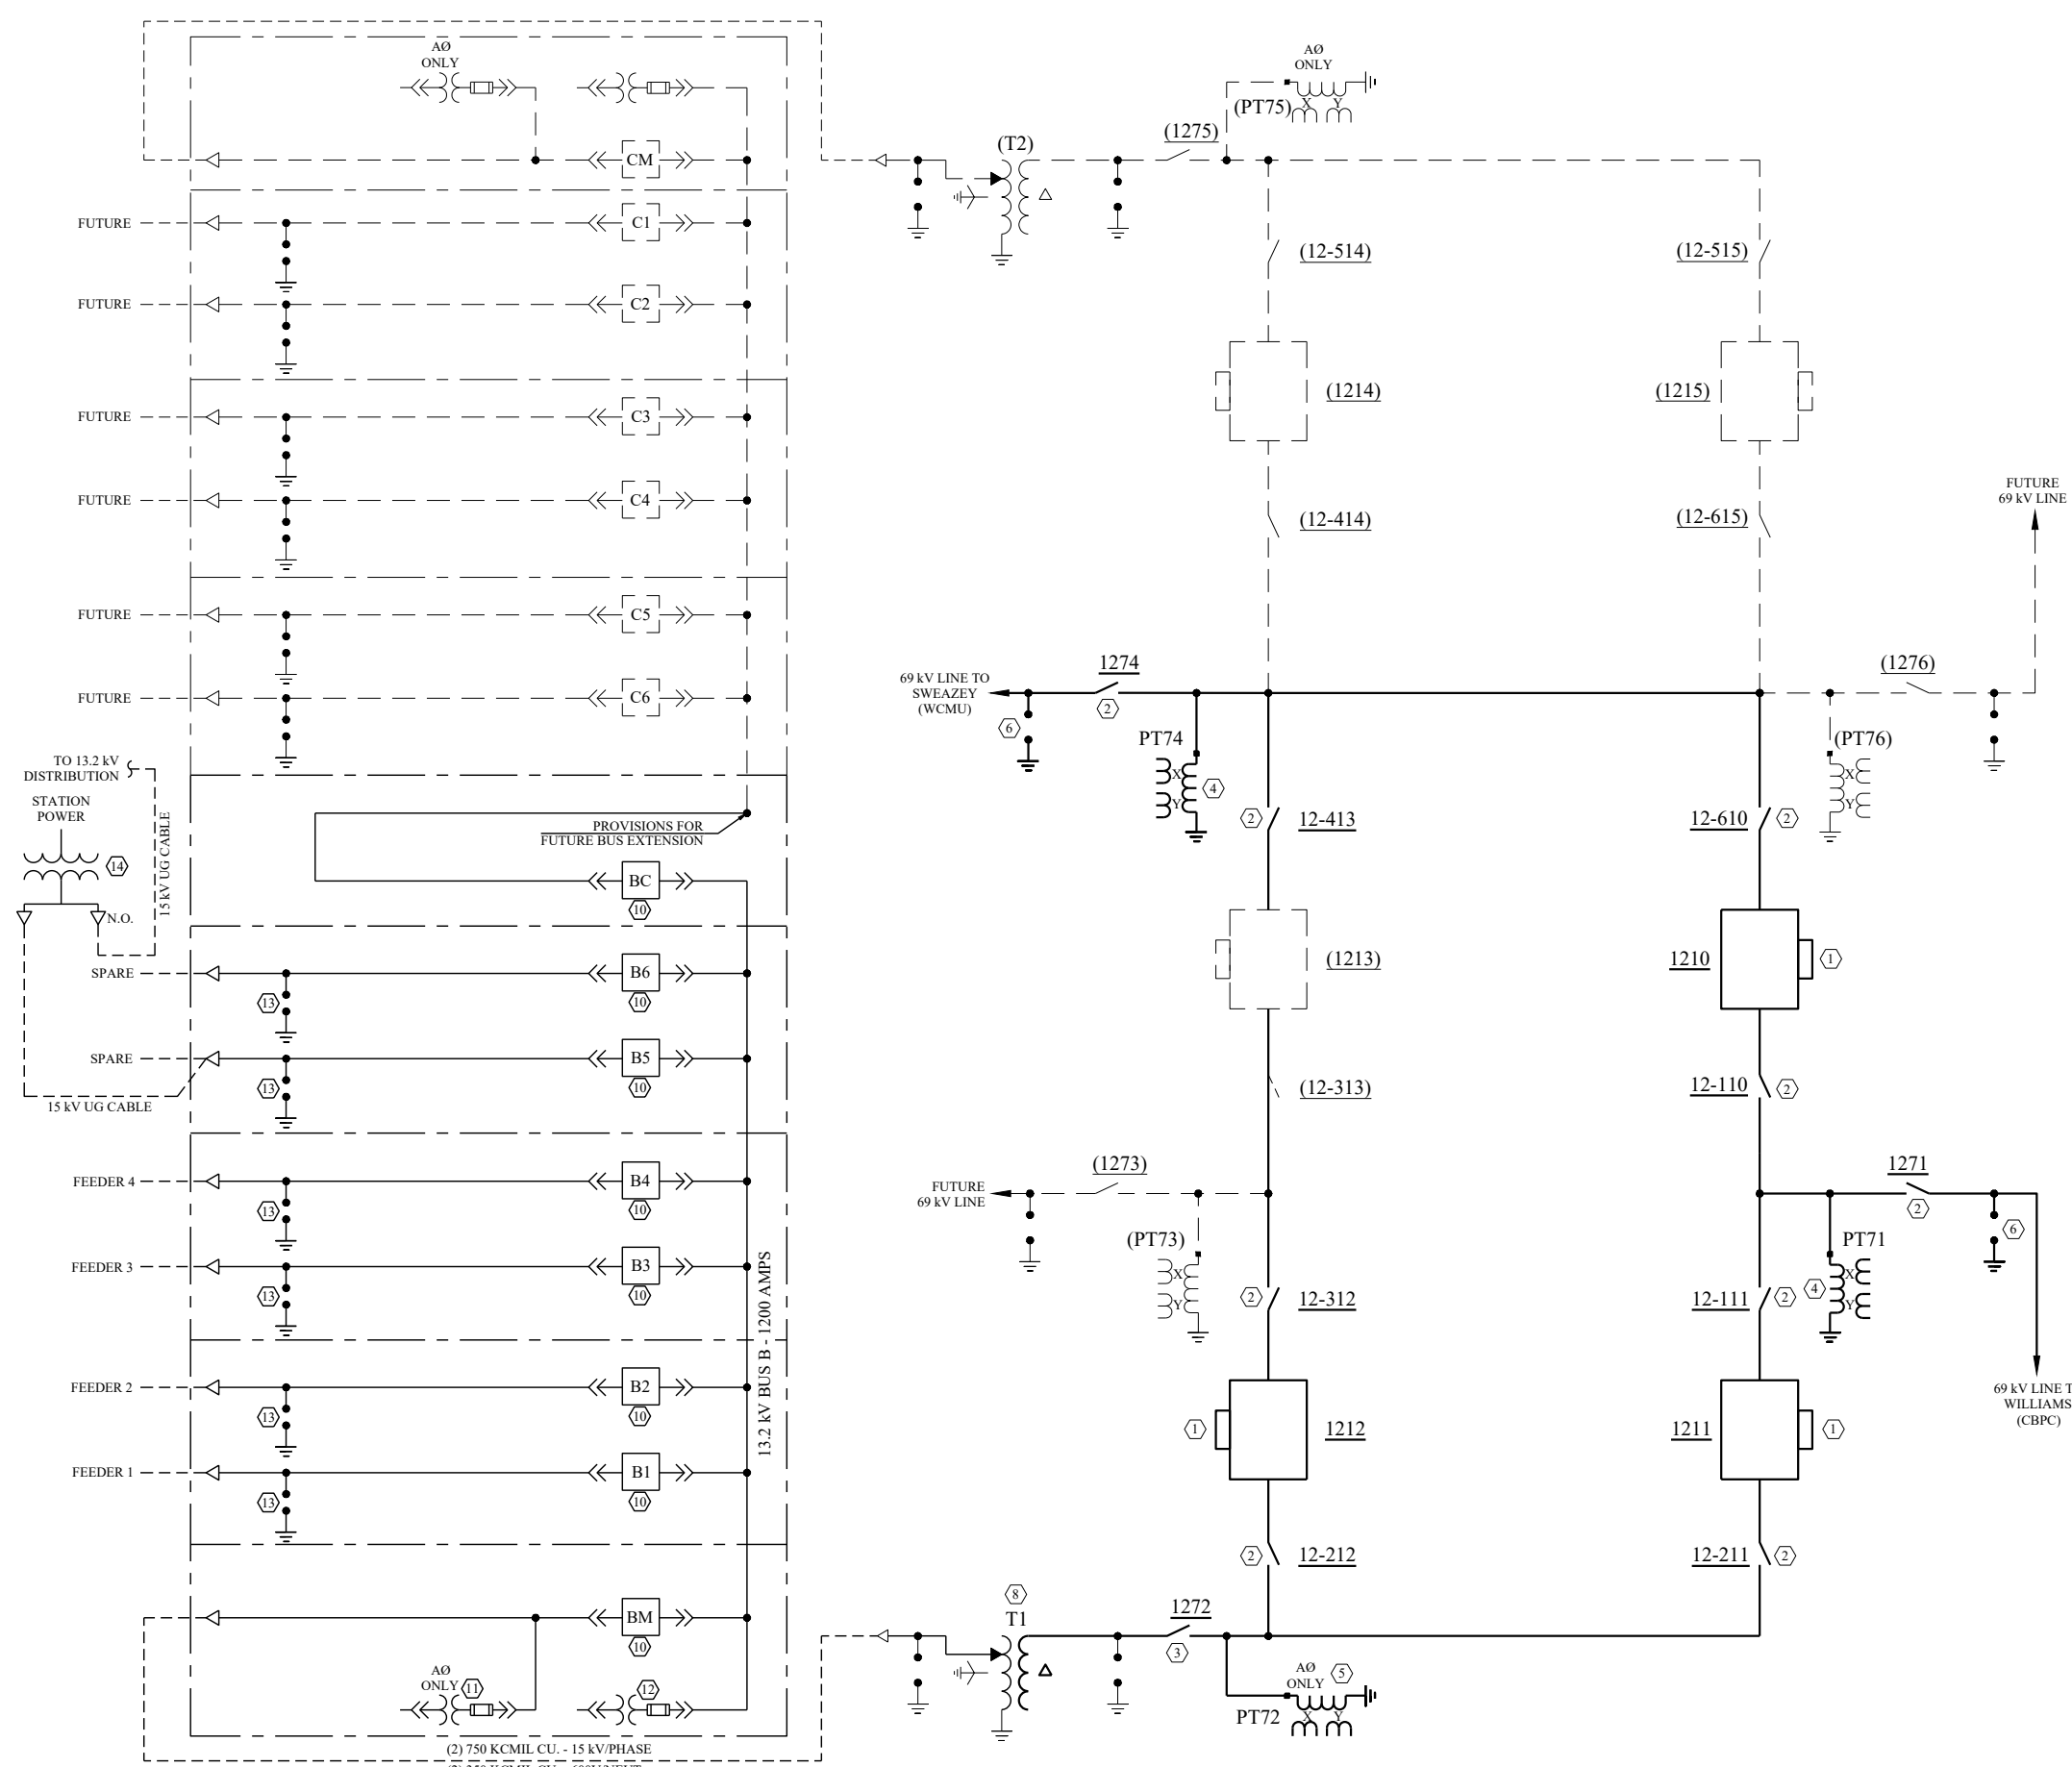 AØ
ONLY
CM
FUTURE
C1
FUTURE
C2
FUTURE
C3
FUTURE
C4
FUTURE
C5
FUTURE
C6
TO 13.2 kV
DISTRIBUTION
STATION
POWER
14
N.O.
15 kV UG CABLE
PROVISIONS FOR
FUTURE BUS EXTENSION
BC
10
SPARE
13
B6
10
SPARE
13
B5
10
15 kV UG CABLE
FEEDER 4
13
B4
10
FEEDER 3
13
B3
10
FEEDER 2
13
B2
10
FEEDER 1
13
B1
10
13.2 kV BUS B - 1200 AMPS
BM
10
AØ
ONLY
11
12
(2) 750 KCMIL CU. - 15 kV/PHASE
(T2)
(1275)
AØ
ONLY
(PT75)
X
Y
(12-514)
(12-515)
(1214)
(1215)
(12-414)
(12-615)
FUTURE
69 kV LINE
69 kV LINE TO
SWEAZEY
(WCMU)
1274
2
6
(1276)
PT74
X
Y
4
(PT76)
X
Y
2
12-413
12-610
2
(1213)
1210
1
(12-313)
12-110
2
FUTURE
69 kV LINE
(1273)
(PT73)
X
Y
1271
2
6
PT71
X
Y
4
2
12-312
12-111
2
69 kV LINE T
WILLIAMS
(CBPC)
1
1212
1211
1
2
12-212
12-211
2
8
T1
1272
3
AØ
ONLY
5
PT72
X
Y